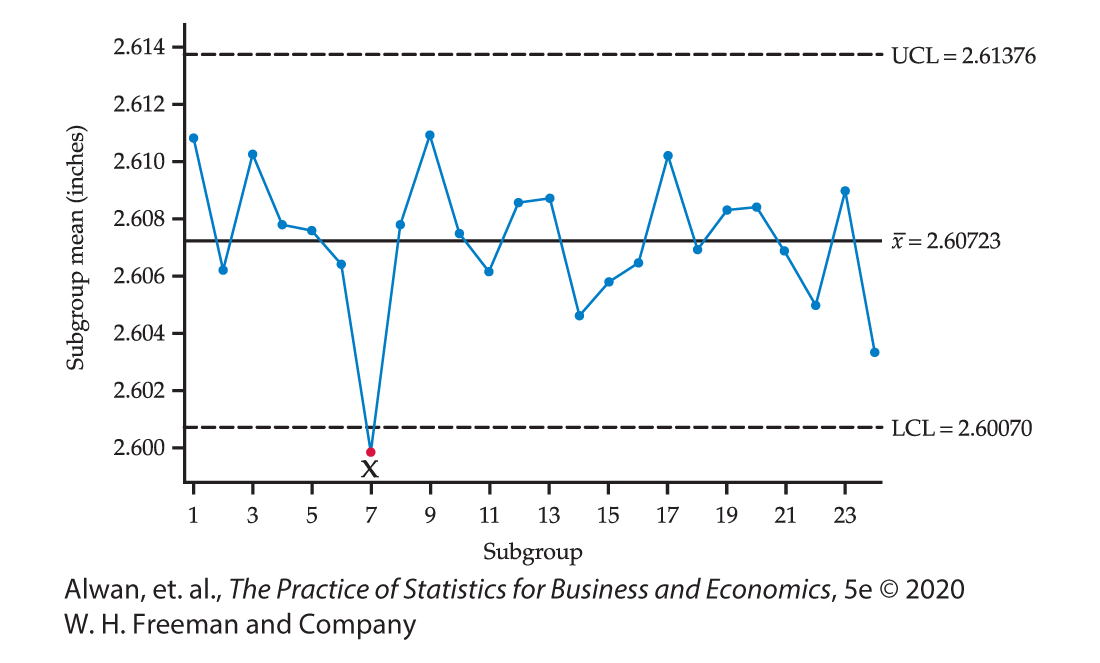 2.614
UCL = 2.61376
2.612
2.610
2.608
x̄ = 2.60723
2.606
2.604
2.602
LCL = 2.60070
2.600
Subgroup mean (inches)
X
1 3 5 7 9 11 13 15 17 19 21 23
Subgroup
Alwan, et. al., The Practice of Statistics for Business and Economics, 5e © 2020
W. H. Freeman and Company